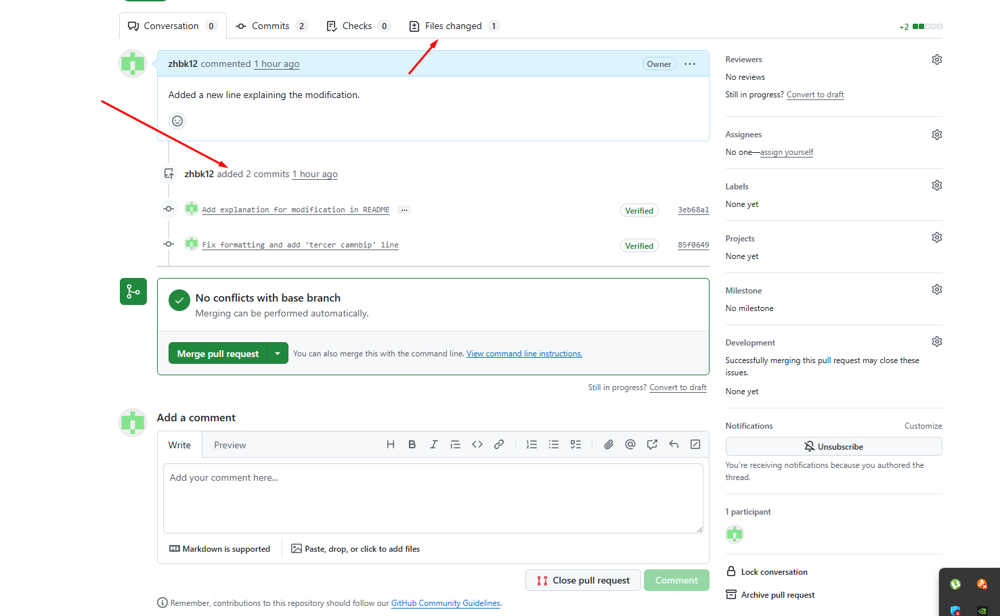 Conversation 0 Commits 2 Checks 0 Files changed 1 +2
zhbk12 commented 1 hour ago Owner
Added a new line explaining the modification.
zhbk12 added 2 commits 1 hour ago
Add explanation for modification in README ... Verified 3eb68a1
Fix formatting and add 'tercer camnbip' line Verified 85f0649
No conflicts with base branch
Merging can be performed automatically.
Merge pull request You can also merge this with the command line. View command line instructions.
Still in progress? Convert to draft
Add a comment
Write Preview
Add your comment here...
Markdown is supported Paste, drop, or click to add files
Close pull request Comment
Remember, contributions to this repository should follow our GitHub Community Guidelines.
Reviewers
No reviews
Still in progress? Convert to draft
Assignees
No one—assign yourself
Labels
None yet
Projects
None yet
Milestone
No milestone
Development
Successfully merging this pull request may close these
issues.
None yet
Notifications Customize
Unsubscribe
You're receiving notifications because you authored the
thread.
1 participant
Lock conversation
Archive pull request